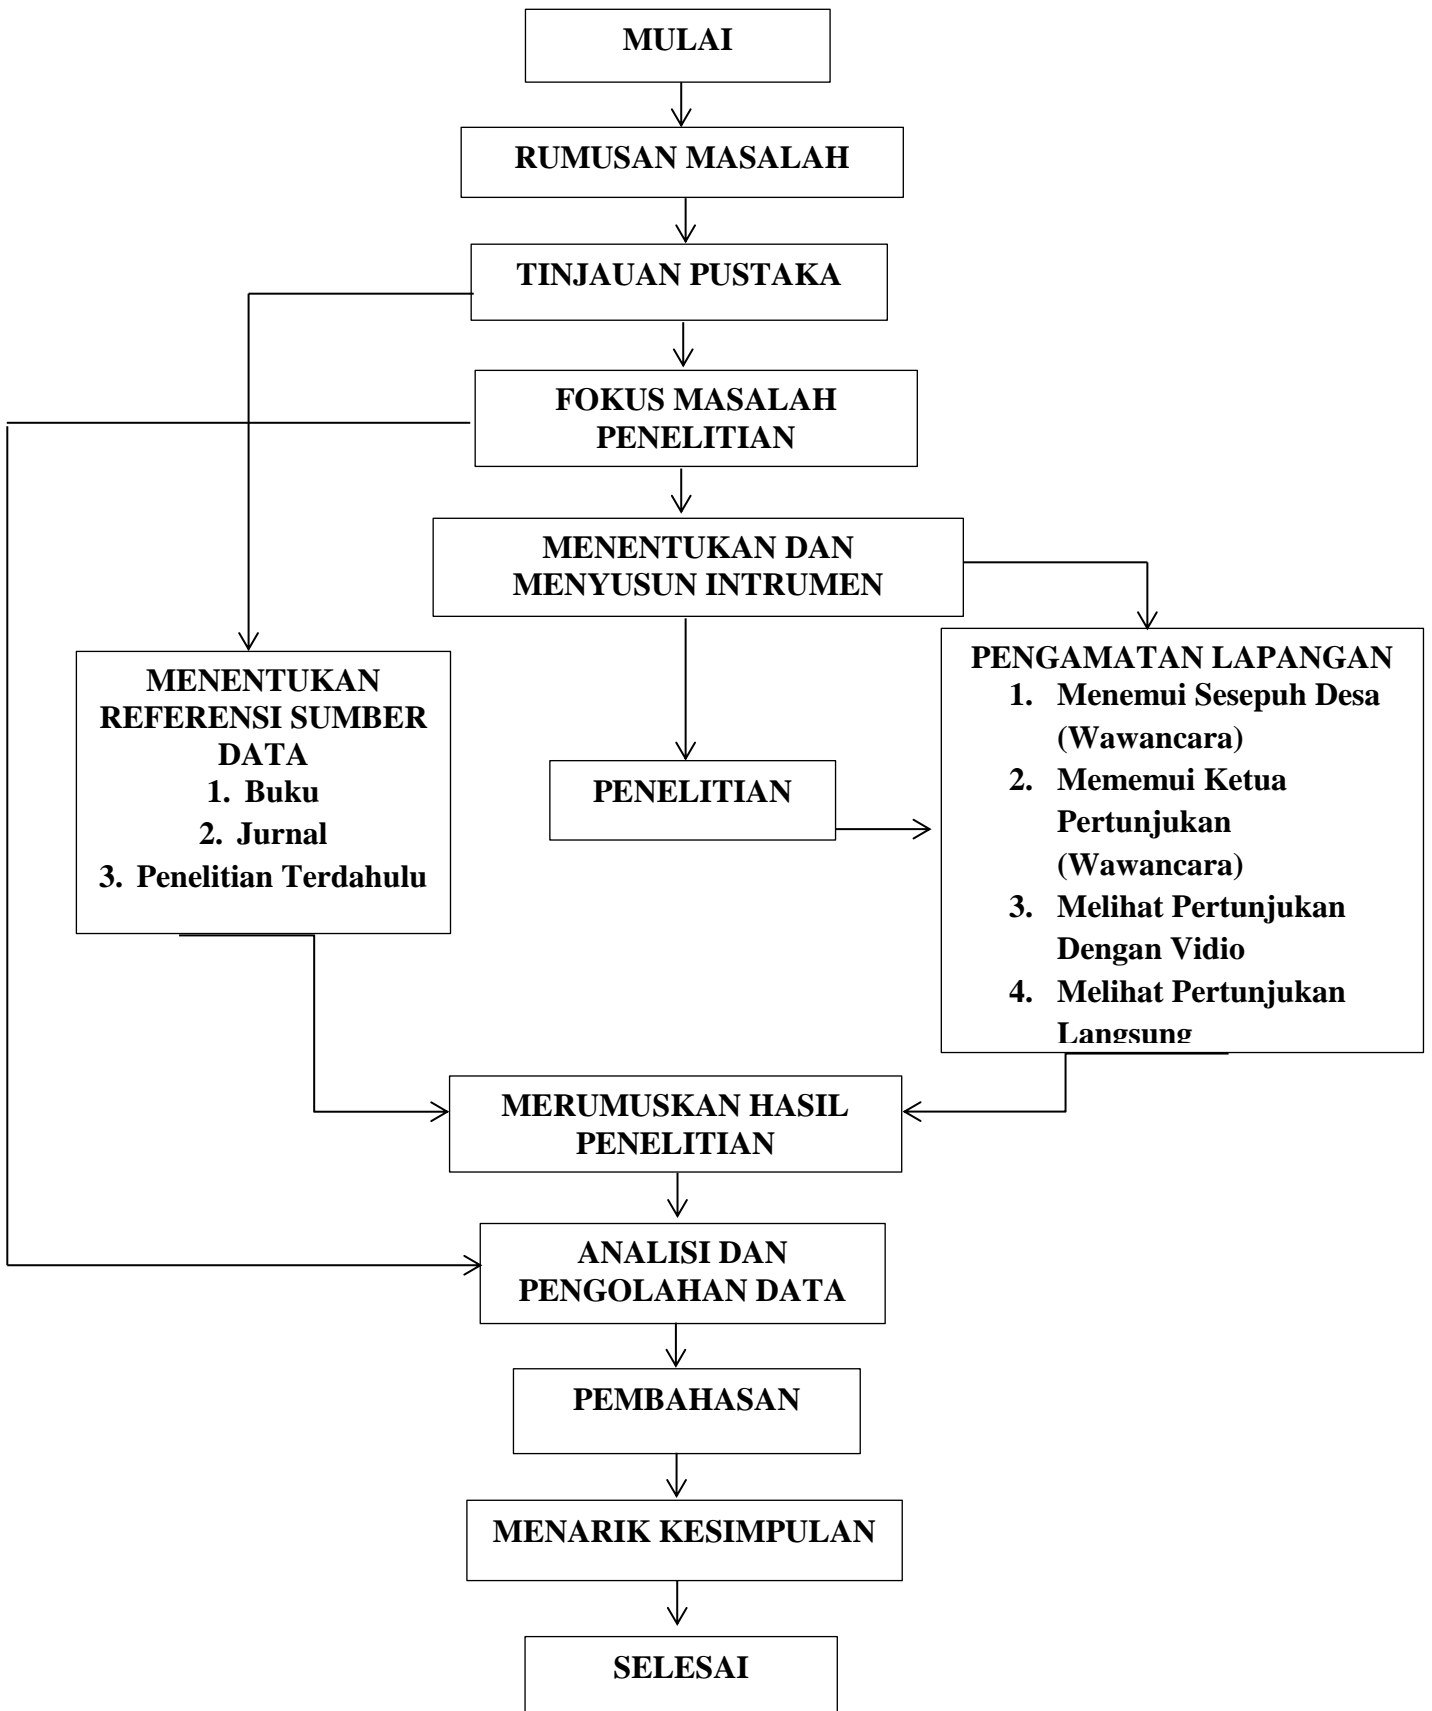 MULAI
RUMUSAN MASALAH
TINJAUAN PUSTAKA
FOKUS MASALAH
PENELITIAN
MENENTUKAN DAN
MENYUSUN INTRUMEN
MENENTUKAN
REFERENSI SUMBER
DATA
1. Buku
2. Jurnal
3. Penelitian Terdahulu
PENELITIAN
PENGAMATAN LAPANGAN
1. Menemui Sesepuh Desa
(Wawancara)
2. Mememui Ketua
Pertunjukan
(Wawancara)
3. Melihat Pertunjukan
Dengan Vidio
4. Melihat Pertunjukan
Langsung
MERUMUSKAN HASIL
PENELITIAN
ANALISI DAN
PENGOLAHAN DATA
PEMBAHASAN
MENARIK KESIMPULAN
SELESAI